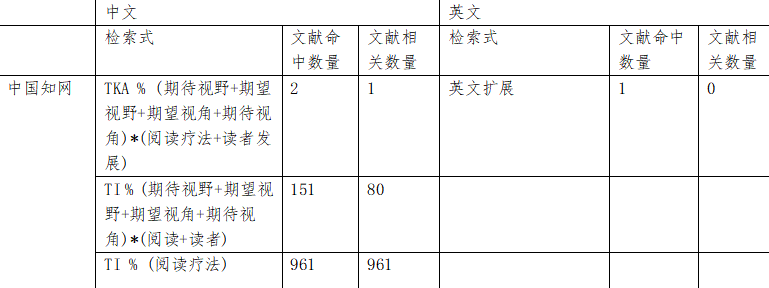 中文
英文
检索式
文献命中数量
文献相关数量
检索式
文献命中数量
文献相关数量
中国知网
TKA % (期待视野+期望
视野+期望视角+期待视
角)*(阅读疗法+读者发
展)
2
1
英文扩展
1
0
TI% (期待视野+期望视
野+期望视角+期待视
角)*(阅读+读者)
151
80
TI % (阅读疗法)
961
961